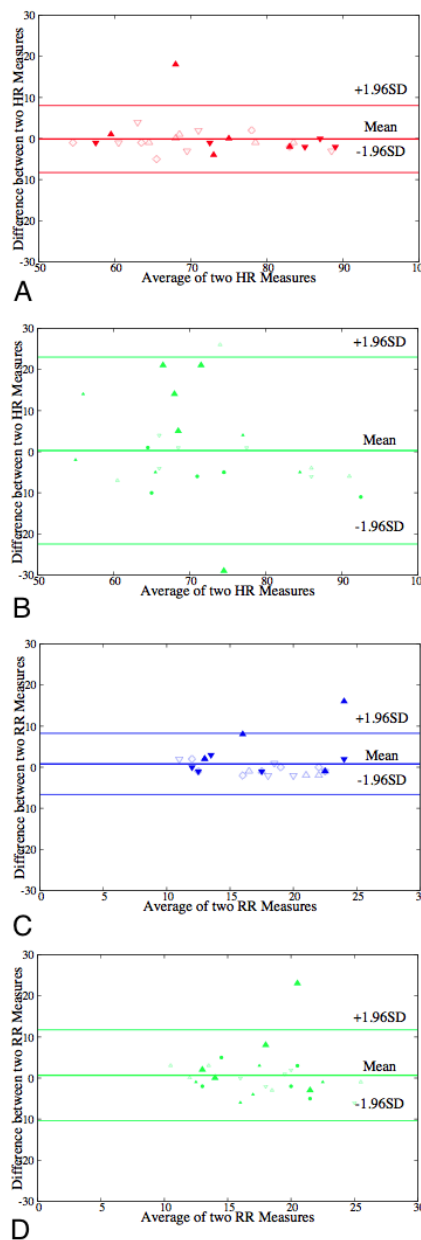 30
20
10
0
-10
-20
-30
50
60
70
80
90
10
+1.96SD
Mean
-1.96SD
Difference between two HR Measures
Average of two HR Measures
A
30
20
10
0
-10
-20
-30
50
60
70
80
90
10
+1.96SD
Mean
-1.96SD
Difference between two HR Measures
Average of two HR Measures
B
30
20
10
0
-10
-20
-30
0
5
10
15
20
25
3
+1.96SD
Mean
-1.96SD
Difference between two RR Measures
Average of two RR Measures
C
30
20
10
0
-10
-20
-30
0
5
10
15
20
25
30
+1.96SD
Mean
-1.96SD
Difference between two RR Measures
Average of two RR Measures
D